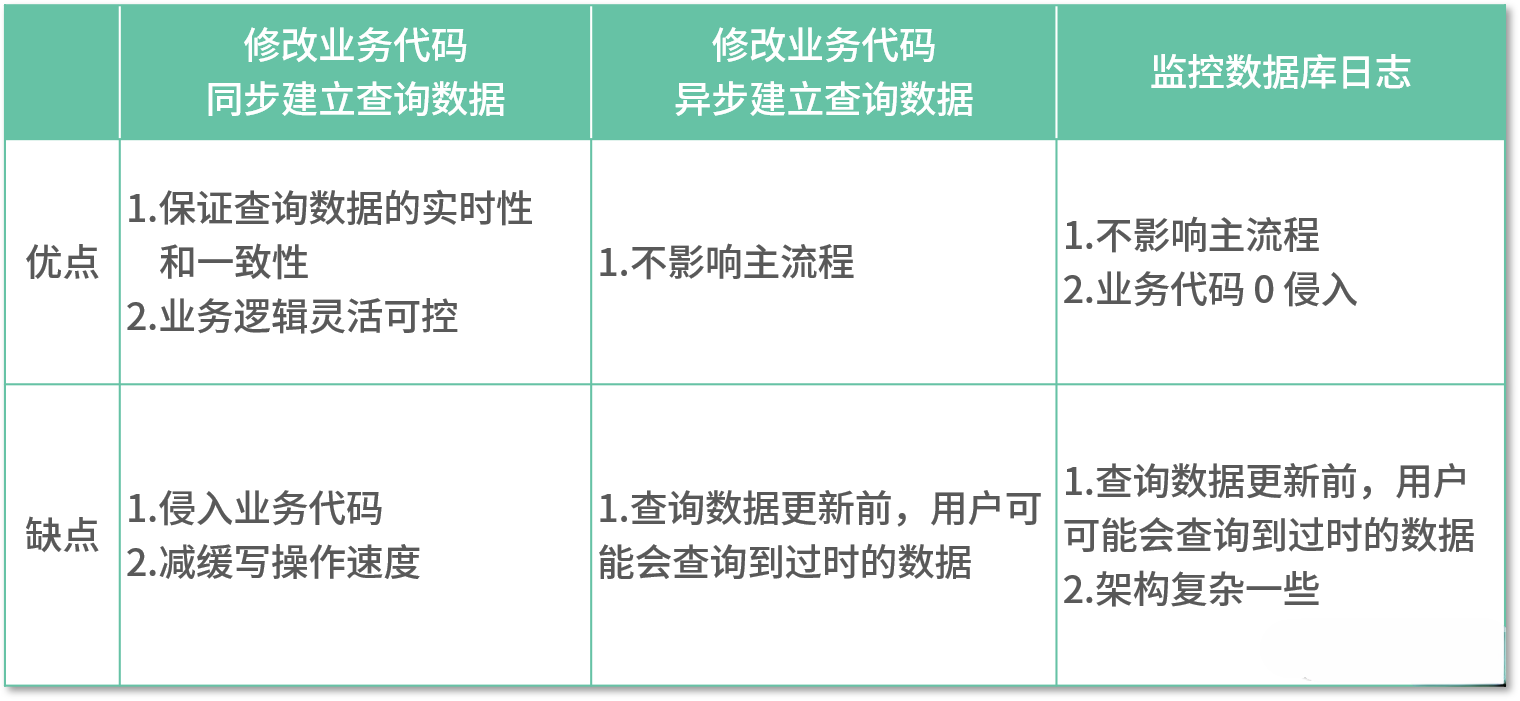 修改业务代码
同步建立查询数据
修改业务代码
异步建立查询数据
监控数据库日志
优点
1.保证查询数据的实时性
和一致性
2.业务逻辑灵活可控
1.不影响主流程
1.不影响主流程
2.业务代码 0 侵入
缺点
1.侵入业务代码
2.减缓写操作速度
1.查询数据更新前，用户可
能会查询到过时的数据
1.查询数据更新前，用户
可能会查询到过时的数据
2.架构复杂一些